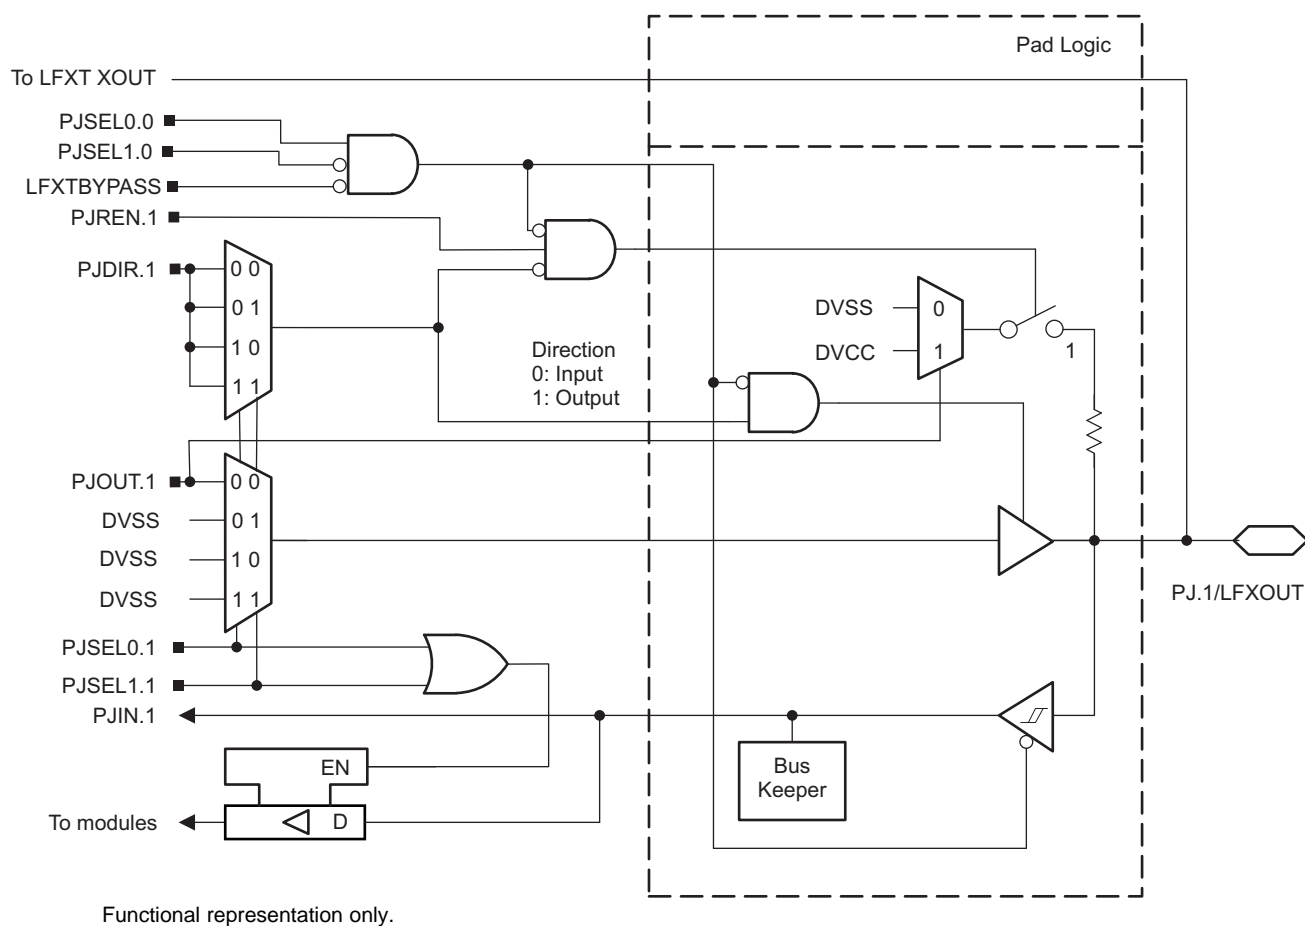 Pad Logic
To LFXT XOUT
PJSEL0.0
PJSEL1.0
LFXTBYPASS
PJREN.1
PJDIR.1
0 0
0 1
1 0
1 1
DVSS
0
DVCC
1
1
Direction
0: Input
1: Output
PJOUT.1
0 0
DVSS
0 1
DVSS
1 0
DVSS
1 1
PJ.1/LFXOUT
PJSEL0.1
PJSEL1.1
PJIN.1
EN
Bus
Keeper
To modules
D
Functional representation only.